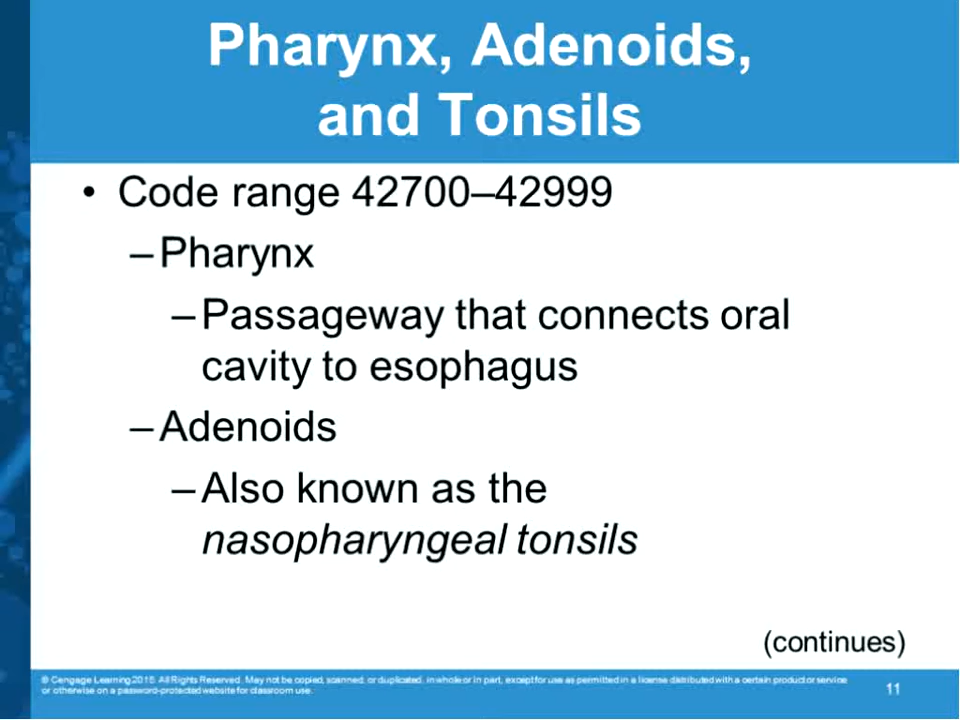 Pharynx, Adenoids,
and Tonsils
• Code range 42700–42999
–Pharynx
–Passageway that connects oral
cavity to esophagus
–Adenoids
–Also known as the
nasopharyngeal tonsils
(continues)
© Cengage Learning 2015. All Rights Reserved. May not be copied, scanned, or duplicated, in whole or in part, except for use as permitted in a license distributed with a certain product or service
or otherwise on a password-protected website for classroom use.
11